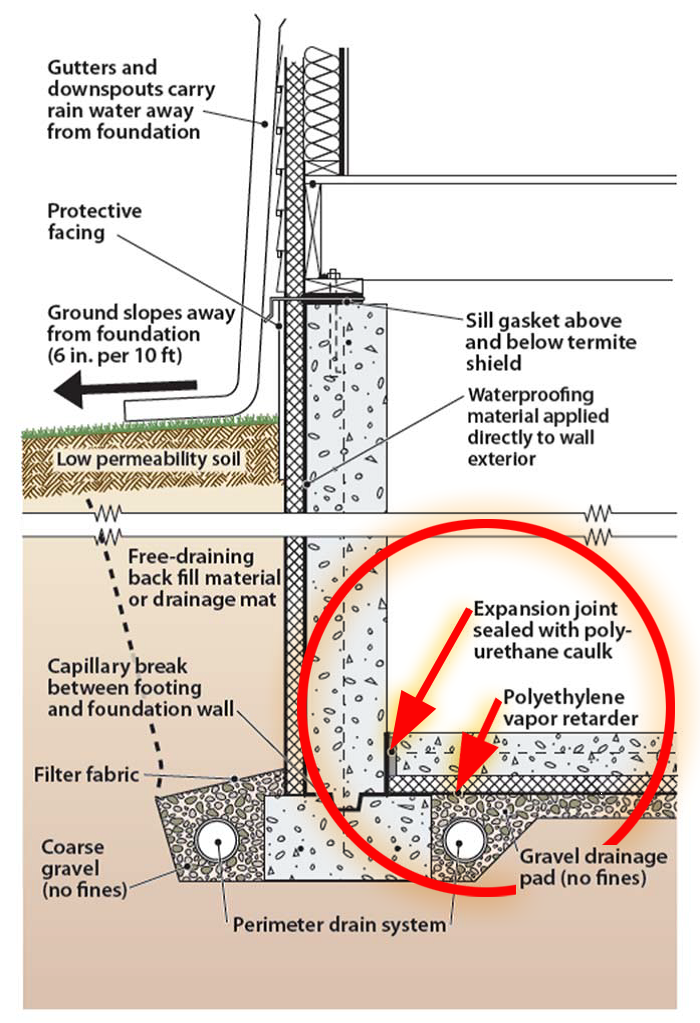 Gutters and
downspouts carry
rain water away
from foundation
Protective
facing
Ground slopes away
from foundation
(6 in. per 10 ft)
Sill gasket above
and below termite
shield
Waterproofing
material applied
directly to wall
exterior
Low permeability soil
Free-draining
back fill material
or drainage mat
Expansion joint
sealed with poly-
urethane caulk
Capillary break
between footing
and foundation wall
Polyethylene
vapor retarder
Filter fabric
Coarse
gravel
(no fines)
Gravel drainage
pad (no fines)
Perimeter drain system